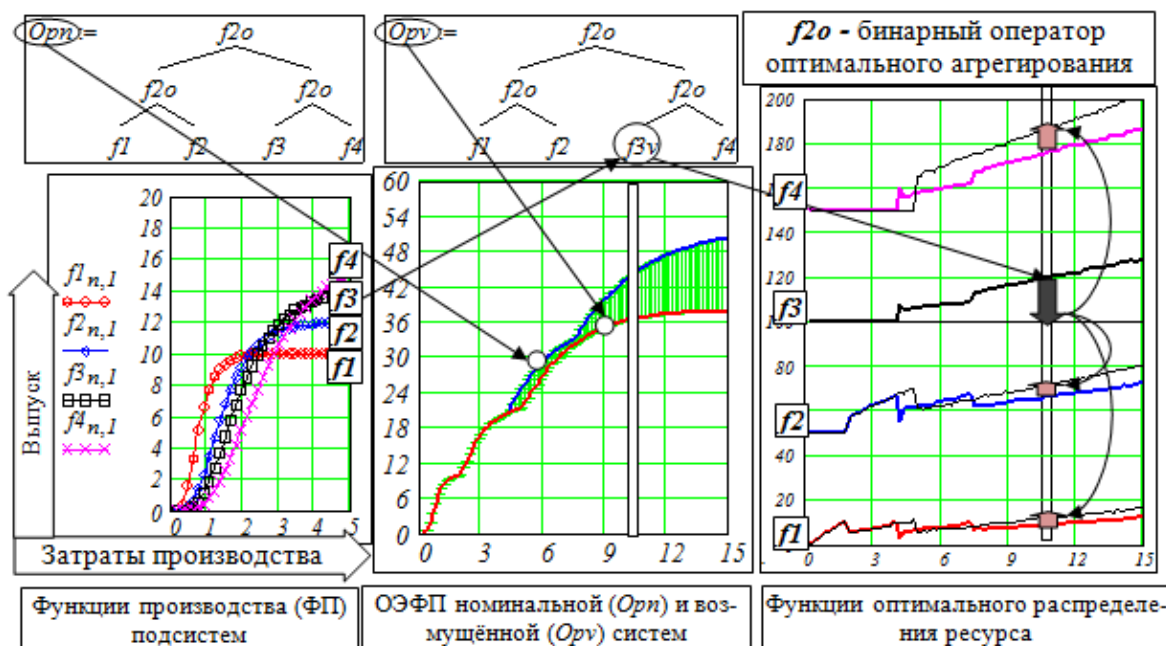 Opn:=
f2o
f2o f2o
f1 f2 f3 f4
Opv:=
f2o
f2o f2o
f1 f2 f3v f4
f2o - бинарный оператор
оптимального агрегирования
Выпуск
f1n,1
f2n,1
f3n,1
f4n,1
20
18
16
14
12
10
8
6
4
2
0
0 1 2 3 4 5
f4
f3
f2
f1
Затраты производства
60
54
48
42
36
30
24
18
12
6
0
0 3 6 9 12 15
200
180
f4
140
120
f3
100
80
f2
60
40
20
f1
0 3 6 9 12 15
Функции производства (ФП)
подсистем
ОЭФП номинальной (Opn) и воз-
мущённой (Opv) систем
Функции оптимального распределе-
ния ресурса